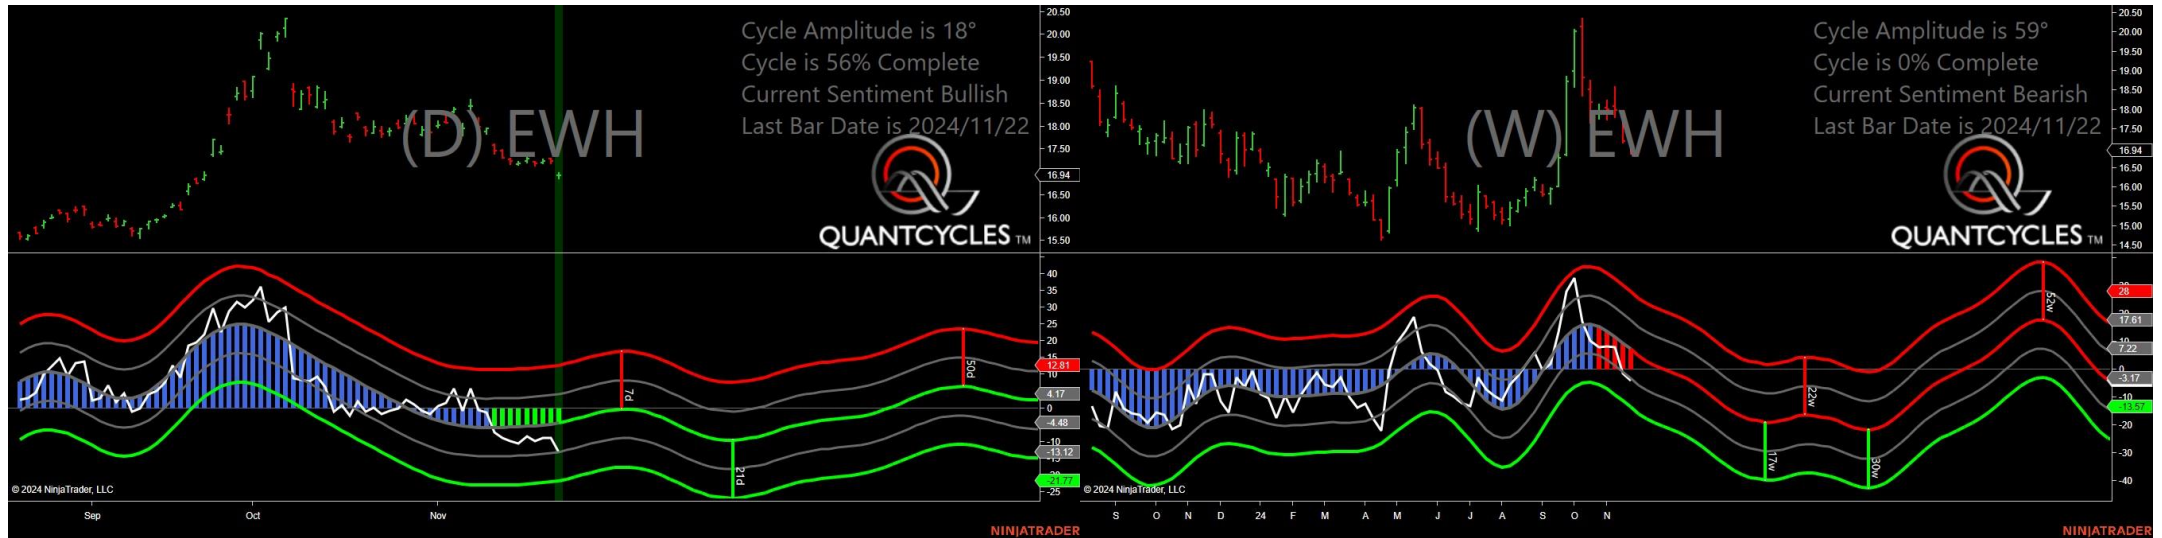 Cycle Amplitude is 18°
Cycle is 56% Complete
Current Sentiment Bullish
Last Bar Date is 2024/11/22
(D) EWH
QUANTCYCLES TM
20.50
20.00
19.50
19.00
18.50
18.00
17.50
16.94
16.50
16.00
15.50
40
35
30
25
20
15
12.81
10
4.17
0
-4.48
-10
-13.12
-15
-21.77
-25
7d
21d
50d
© 2024 NinjaTrader, LLC
Sep
Oct
Nov
NINJATRADER
Cycle Amplitude is 59°
Cycle is 0% Complete
Current Sentiment Bearish
Last Bar Date is 2024/11/22
(W) EWH
QUANTCYCLES TM
20.50
20.00
19.50
19.00
18.50
18.00
17.50
16.94
16.50
16.00
15.50
15.00
14.50
28
17.61
7.22
0
-3.17
-10
-13.57
-20
-30
-40
17w
22w
30w
52w
© 2024 NinjaTrader, LLC
S
O
N
D
24
F
M
A
M
J
J
A
S
O
N
NINJATRADER